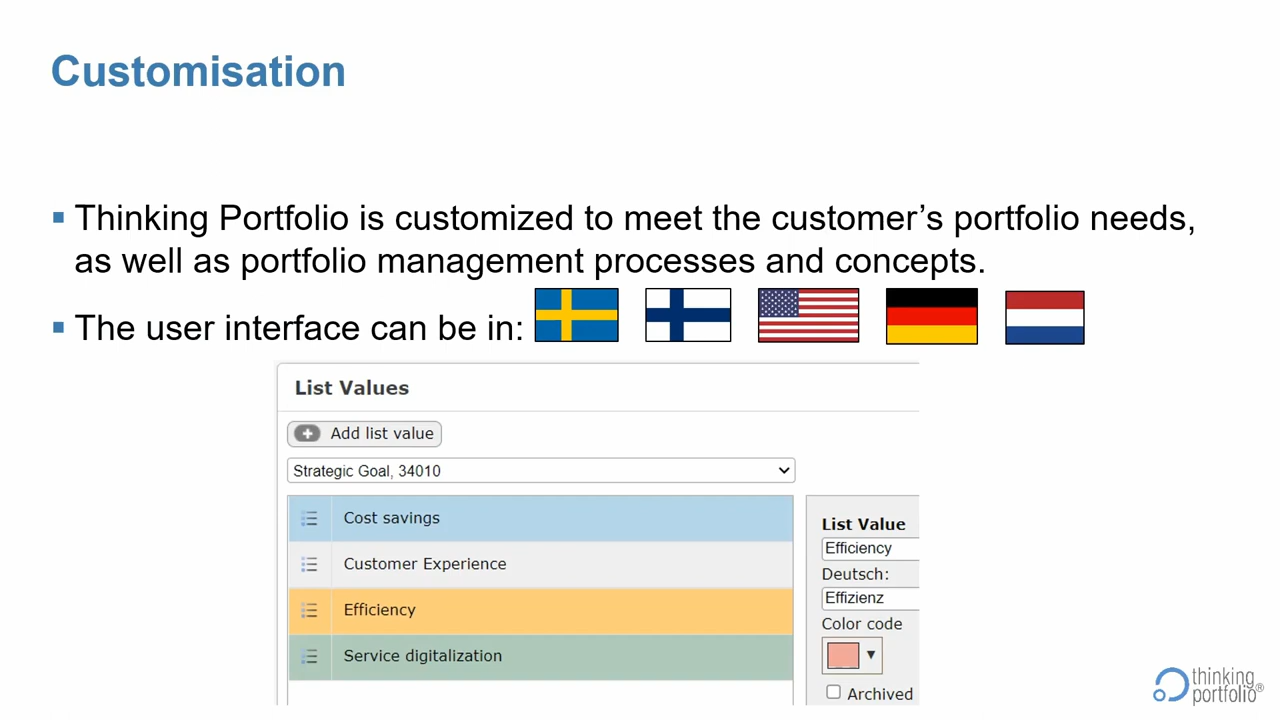 Customisation
Thinking Portfolio is customized to meet the customer’s portfolio needs,
as well as portfolio management processes and concepts.
The user interface can be in:
List Values
Add list value
Strategic Goal, 34010
Cost savings
Customer Experience
Efficiency
Service digitalization
List Value
Efficiency
Deutsch:
Effizienz
Color code
Archived
thinking
portfolio®